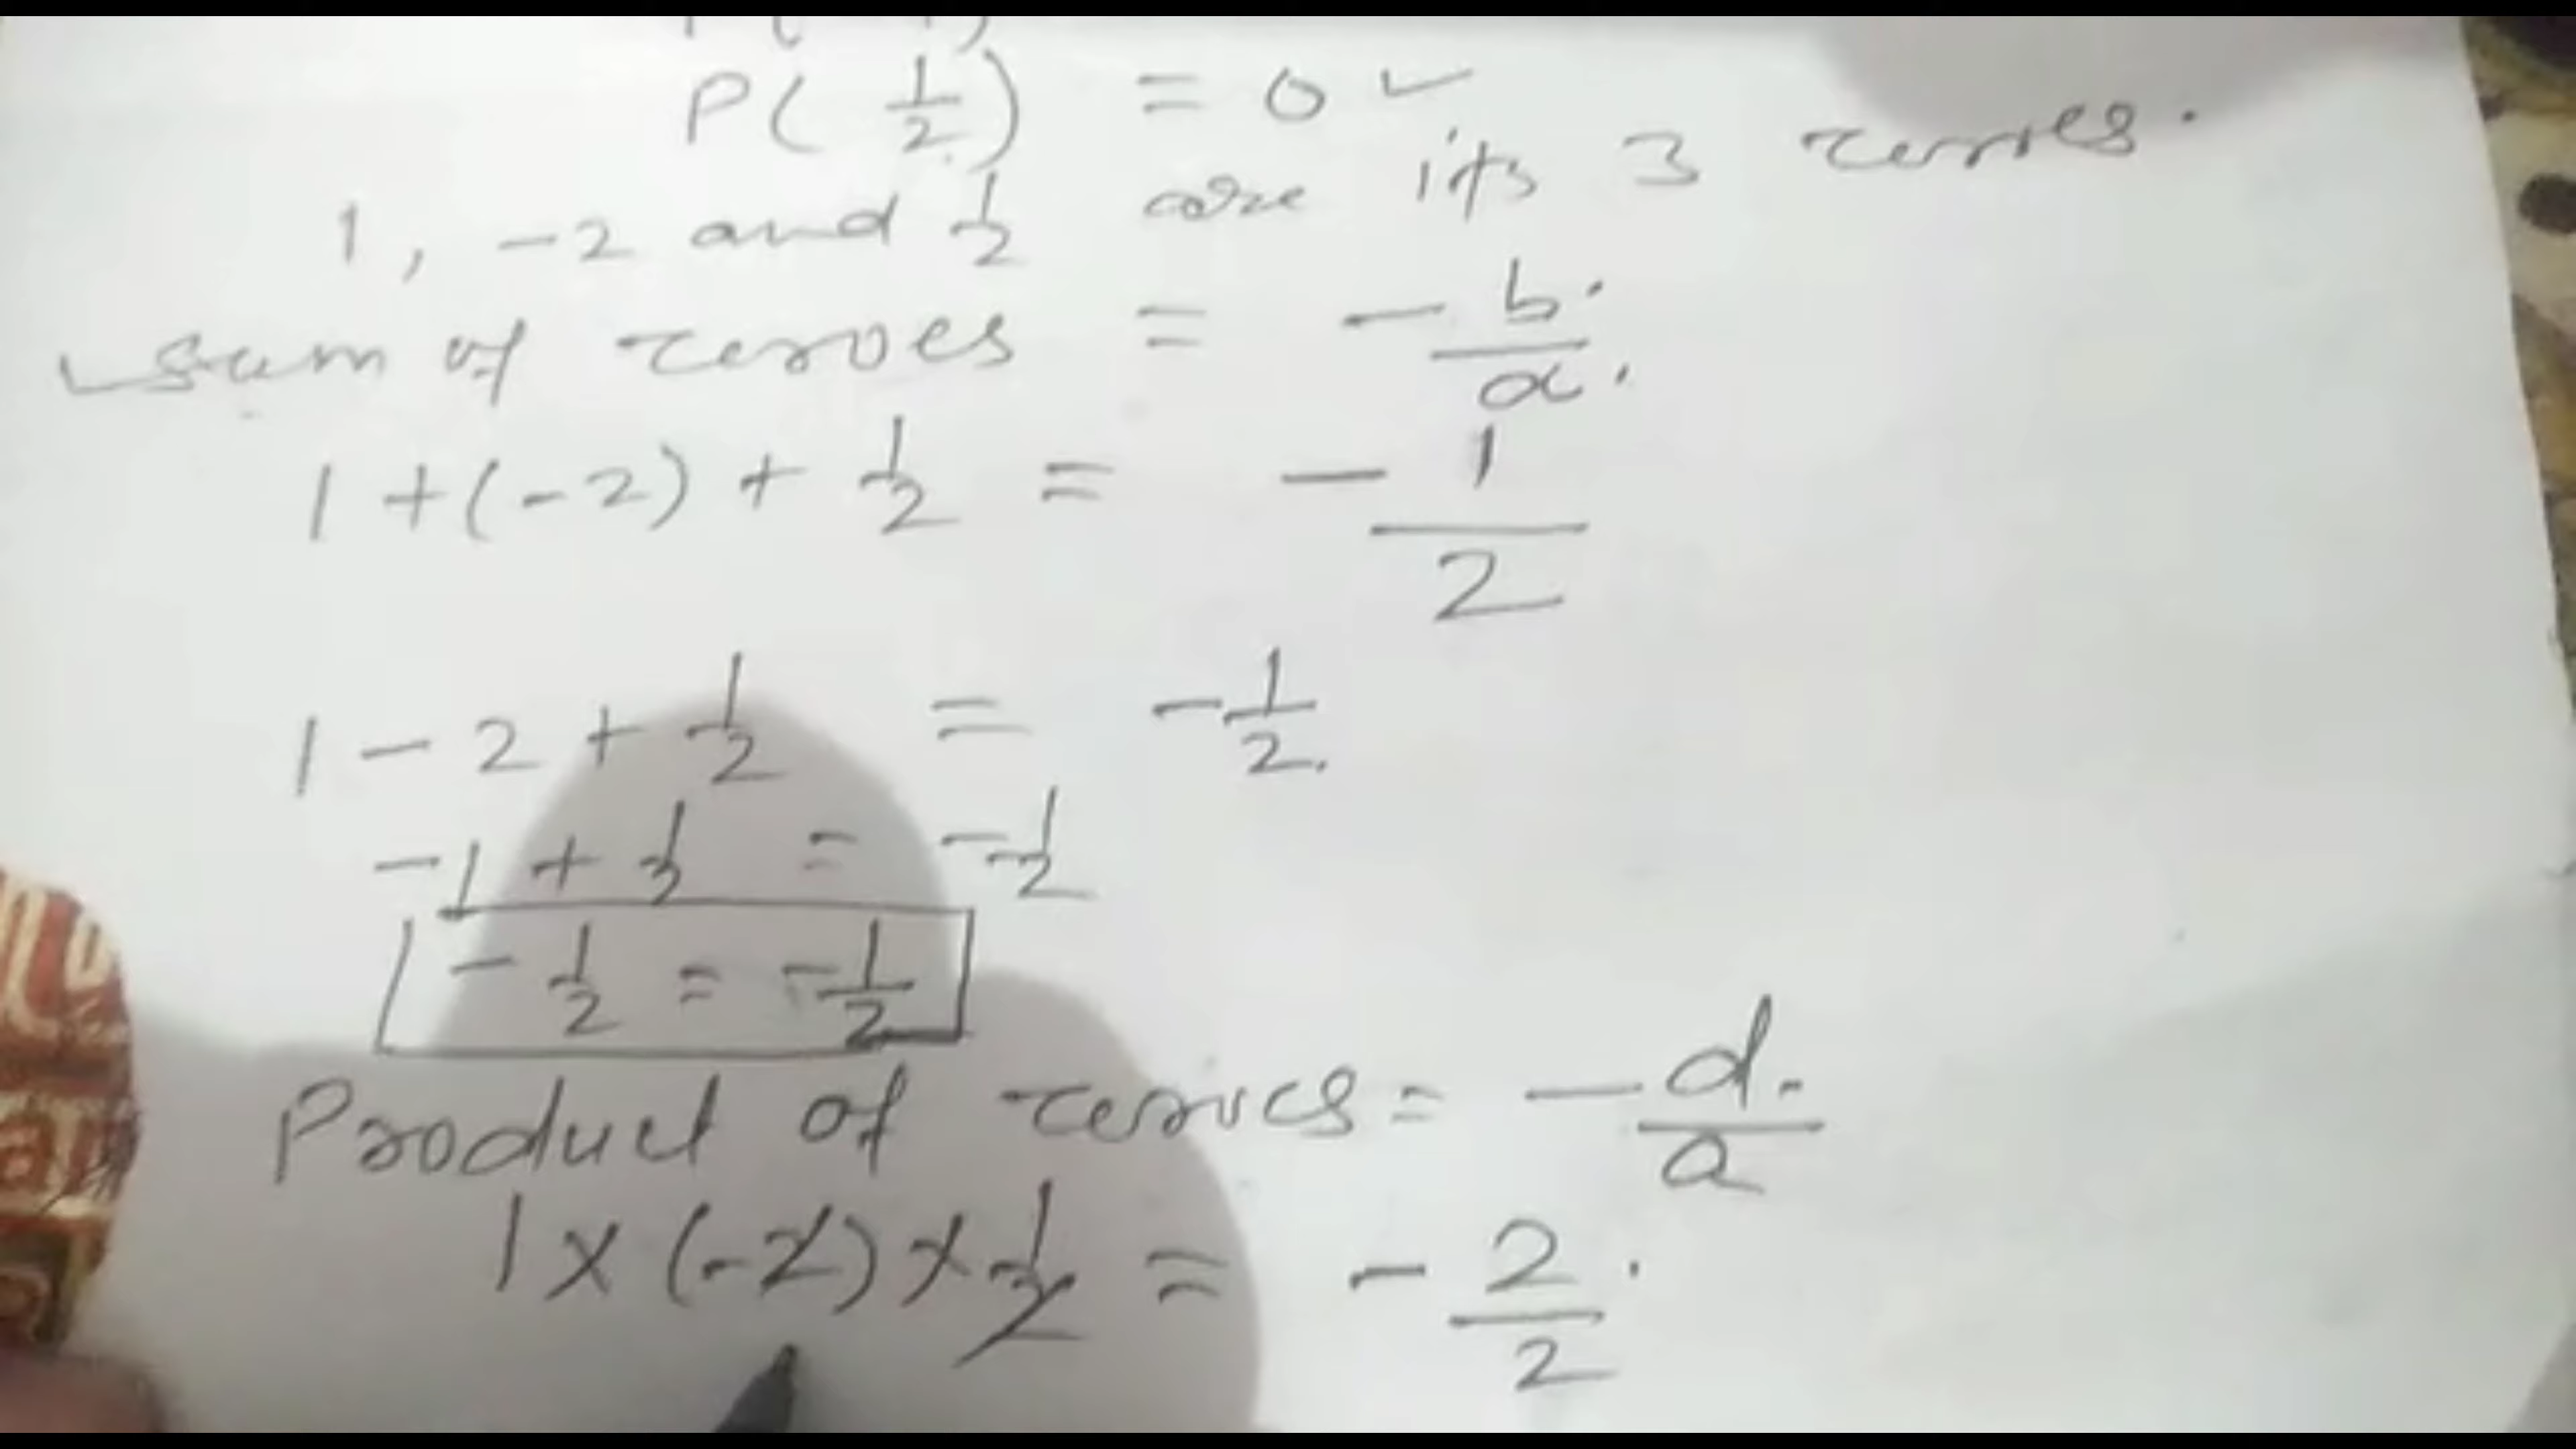 P(1/2) = 0 ✓
1, -2 and 1/2 are its 3 zeroes.
sum of zeroes = -b/a.
1 + (-2) + 1/2 = -1/2
1 - 2 + 1/2 = -1/2.
-1 + 1/2 = -1/2
-1/2 = -1/2
Product of zeroes = -d/a
1 x (-2) x 1/2 = -2/2.